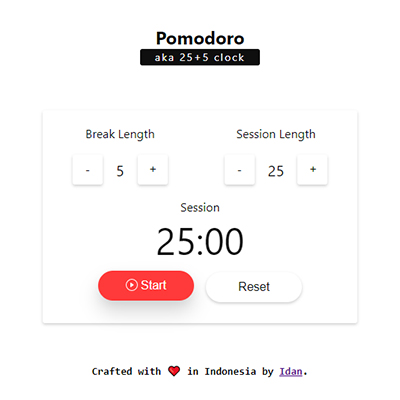 Pomodoro
aka 25+5 clock
Break Length Session Length
- 5 + - 25 +
Session
25:00
Start Reset
Crafted with ❤ in Indonesia by Idan.